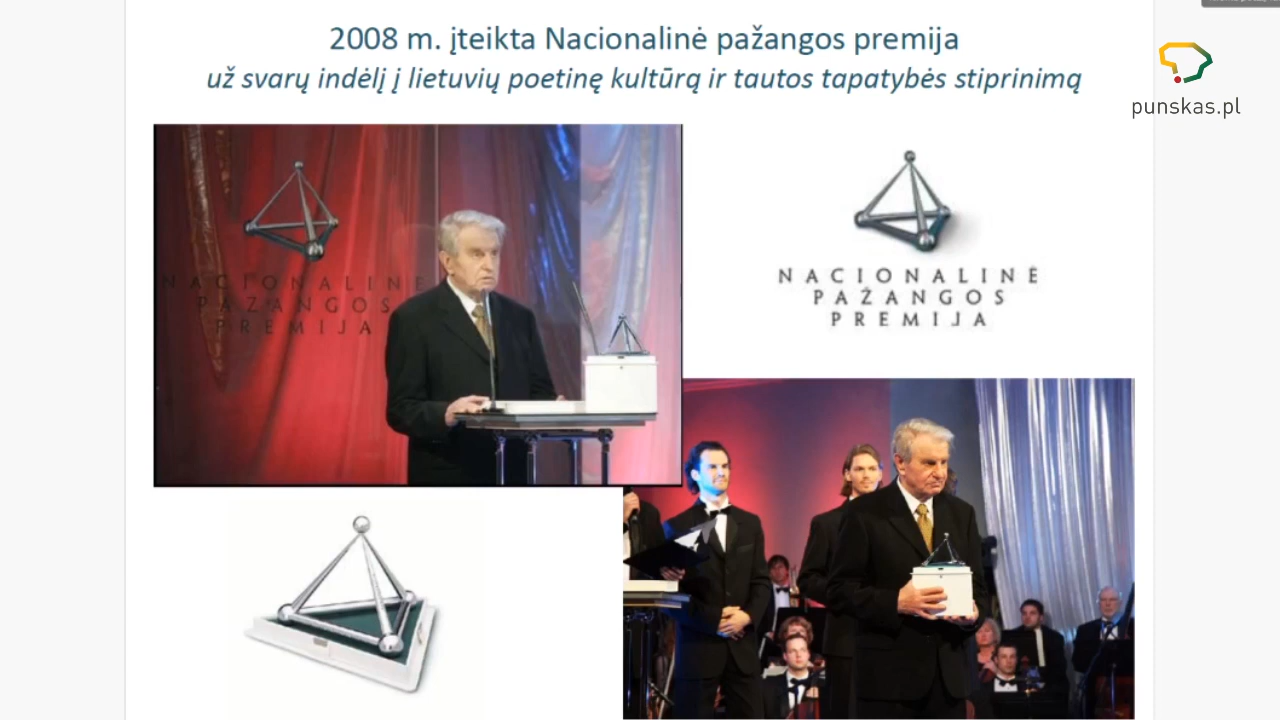 2008 m. įteikta Nacionalinė pažangos premija
už svarų indėlį į lietuvių poetinę kultūrą ir tautos tapatybės stiprinimą
punskas.pl
NACIONALINE
PAŽANGOS
PREMIJA
NACIONALINĖ
PAŽANGOS
PREMIJA